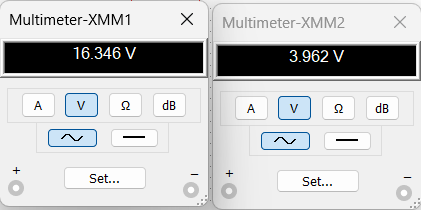 Multimeter-XMM1
16.346 V
A V Ω dB
+ Set... −
Multimeter-XMM2
3.962 V
A V Ω dB
+ Set... −